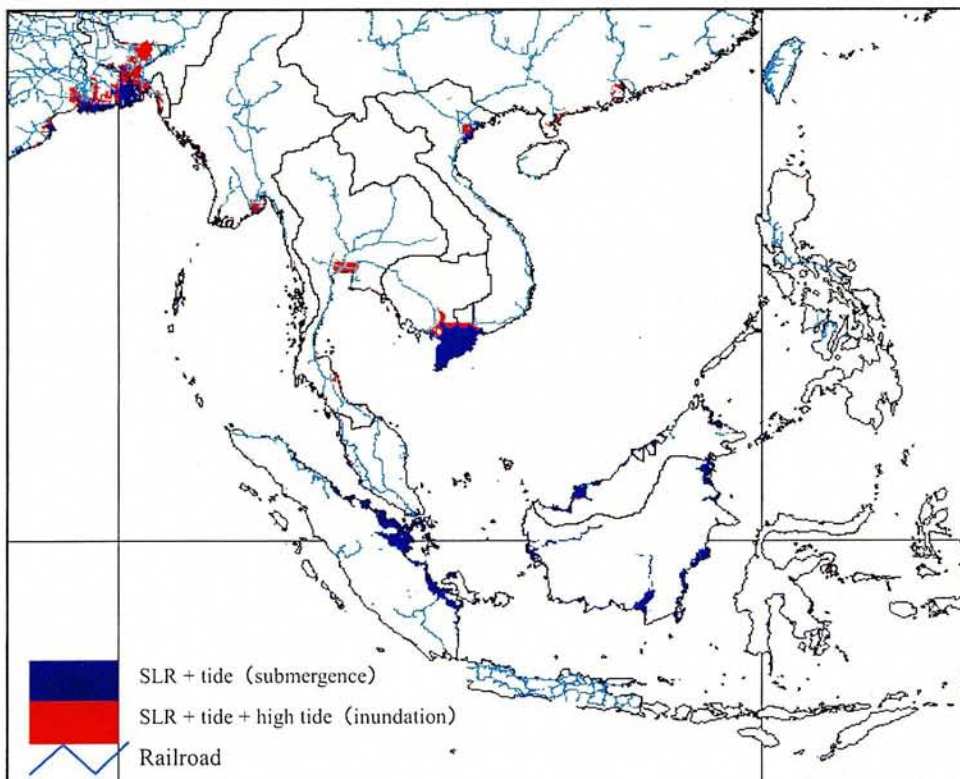 SLR + tide (submergence)
SLR + tide + high tide (inundation)
Railroad